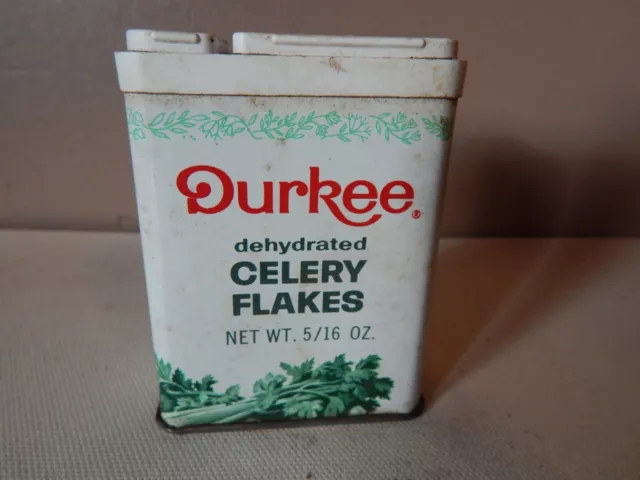 Durkee®
dehydrated
CELERY
FLAKES
NET WT. 5/16 OZ.